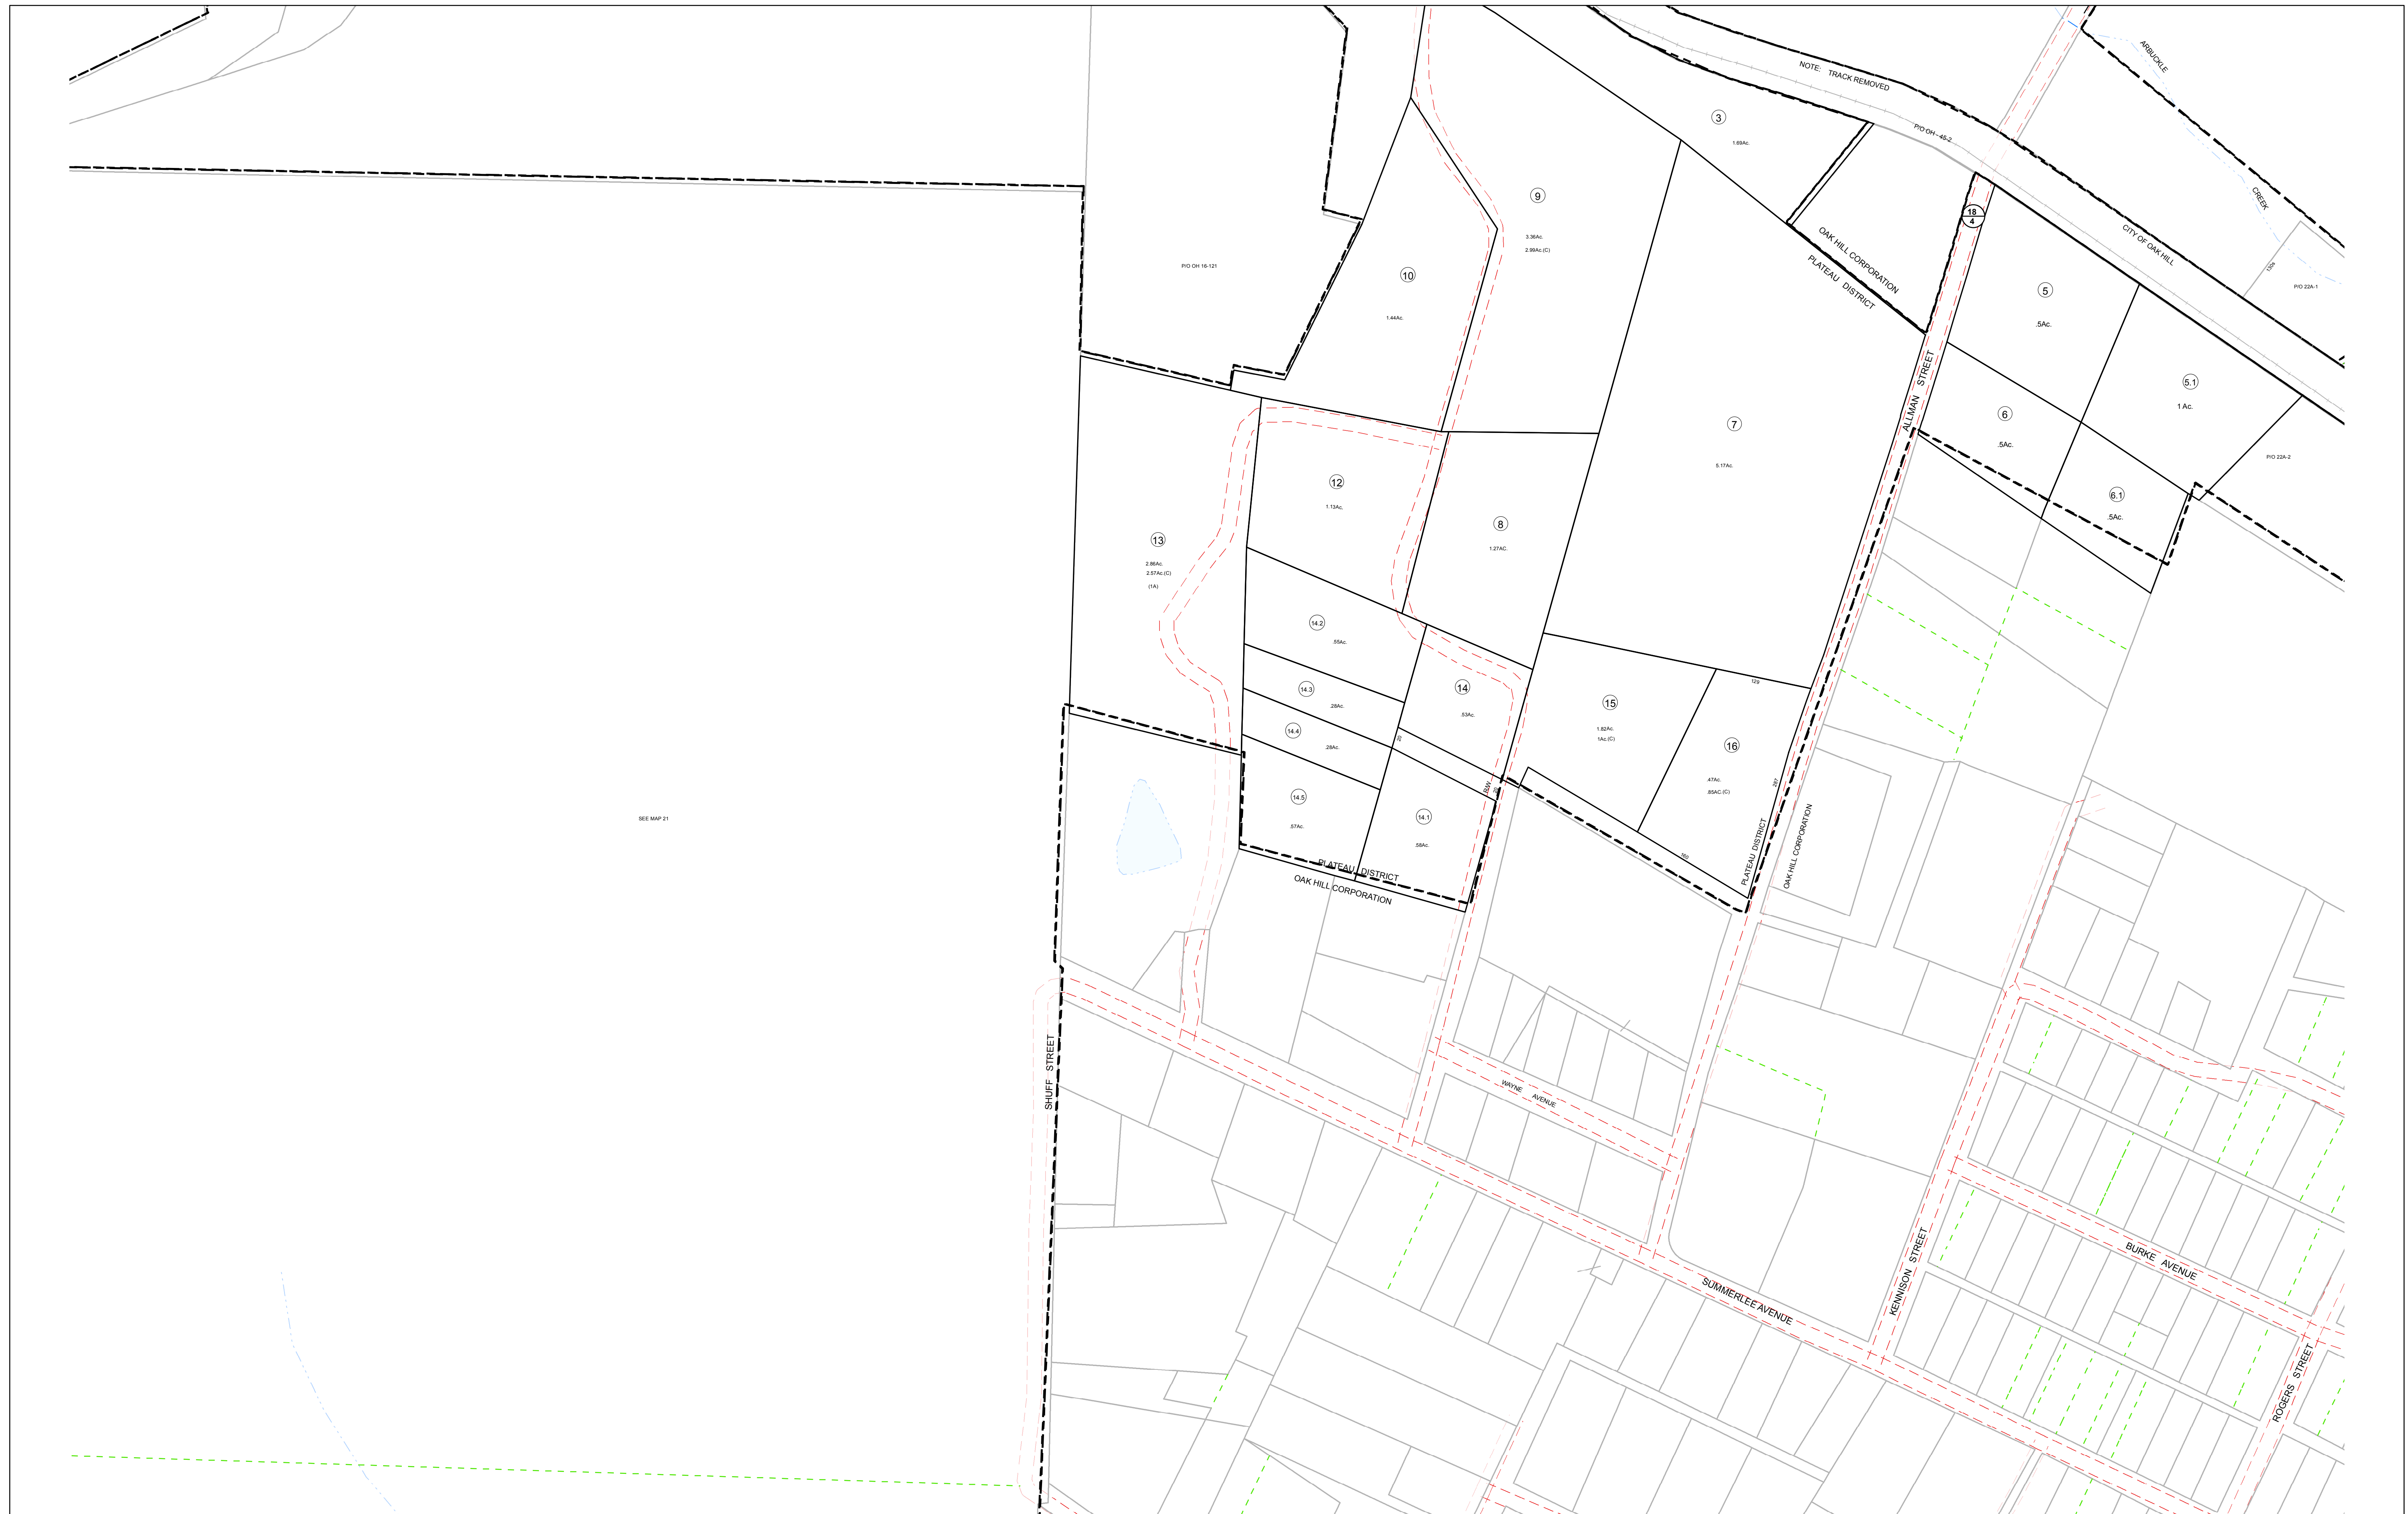 ARBUCKLE
NOTE:   TRACK REMOVED
3
1.69Ac.
P/O OH - 45-2
CREEK
9
18
4
3.36Ac.
2.99Ac.(C)
OAK HILL CORPORATION
PLATEAU   DISTRICT
CITY OF OAK HILL
P/O OH 16-121
10
1.44Ac.
130s
P/O 22A-1
5
.5Ac.
ALLMAN   STREET
5.1
1 Ac.
6
.5Ac.
7
5.17Ac.
P/O 22A-2
12
1.13Ac.
6.1
.5Ac.
8
1.27AC.
13
2.86Ac.
2.57Ac.(C)
(1A)
14.2
.55Ac.
14.3
.28Ac.
14
.53Ac.
129
15
1.82Ac.
1Ac.(C)
14.4
.28Ac.
20
16
.47Ac.
.85AC.(C)
287
R/W
20
14.5
.57Ac.
14.1
.58Ac.
SEE MAP 21
160
PLATEAU  DISTRICT
OAK HILL CORPORATION
PLATEAU   DISTRICT
OAK HILL CORPORATION
SHUFF   STREET
WAYNE   AVENUE
SUMMERLEE AVENUE
KENNISON   STREET
BURKE   AVENUE
ROGERS   STREET